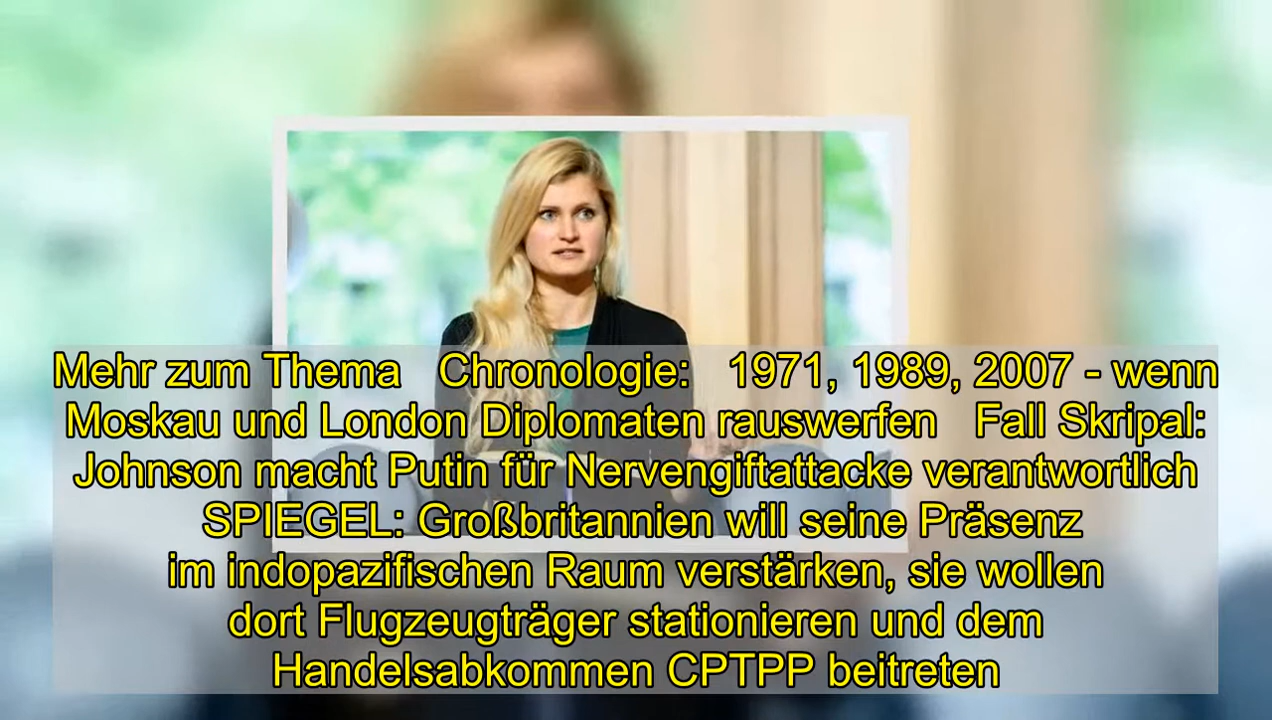 Mehr zum Thema   Chronologie:   1971, 1989, 2007 - wenn
Moskau und London Diplomaten rauswerfen   Fall Skripal:
Johnson macht Putin für Nervengiftattacke verantwortlich
SPIEGEL: Großbritannien will seine Präsenz
im indopazifischen Raum verstärken, sie wollen
dort Flugzeugträger stationieren und dem
Handelsabkommen CPTPP beitreten